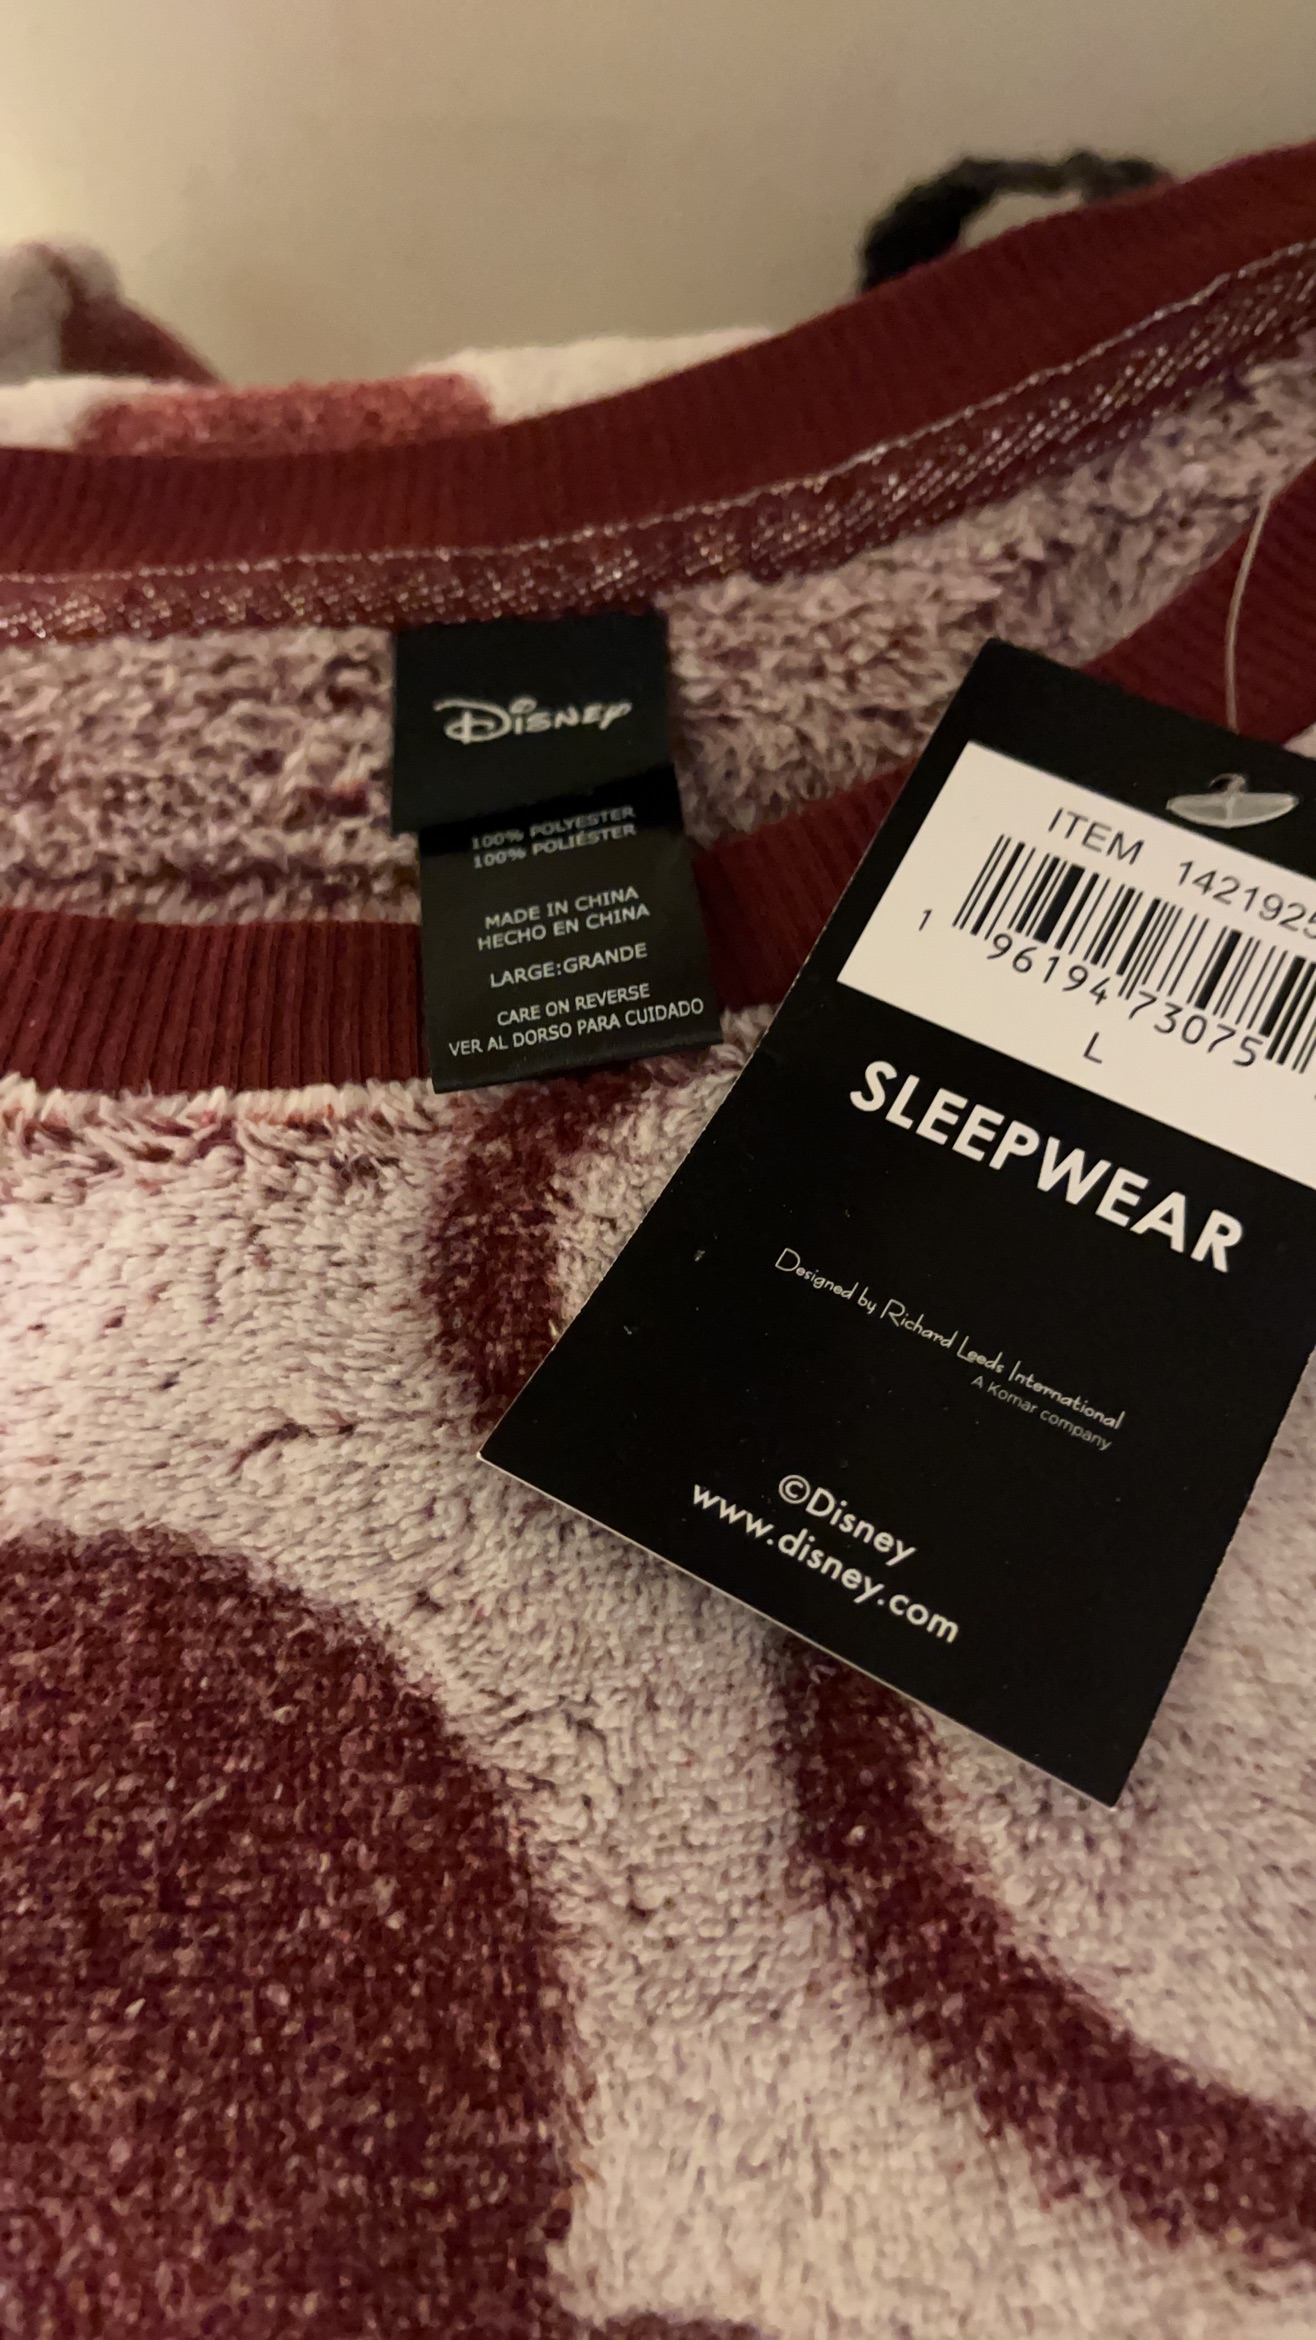 Disney
100% POLYESTER
100% POLIÉSTER
MADE IN CHINA
HECHO EN CHINA
LARGE:GRANDE
CARE ON REVERSE
VER AL DORSO PARA CUIDADO
ITEM 1421925
1 96194 73075
L
SLEEPWEAR
Designed by Richard Leeds International
A Komar company
©Disney
www.disney.com